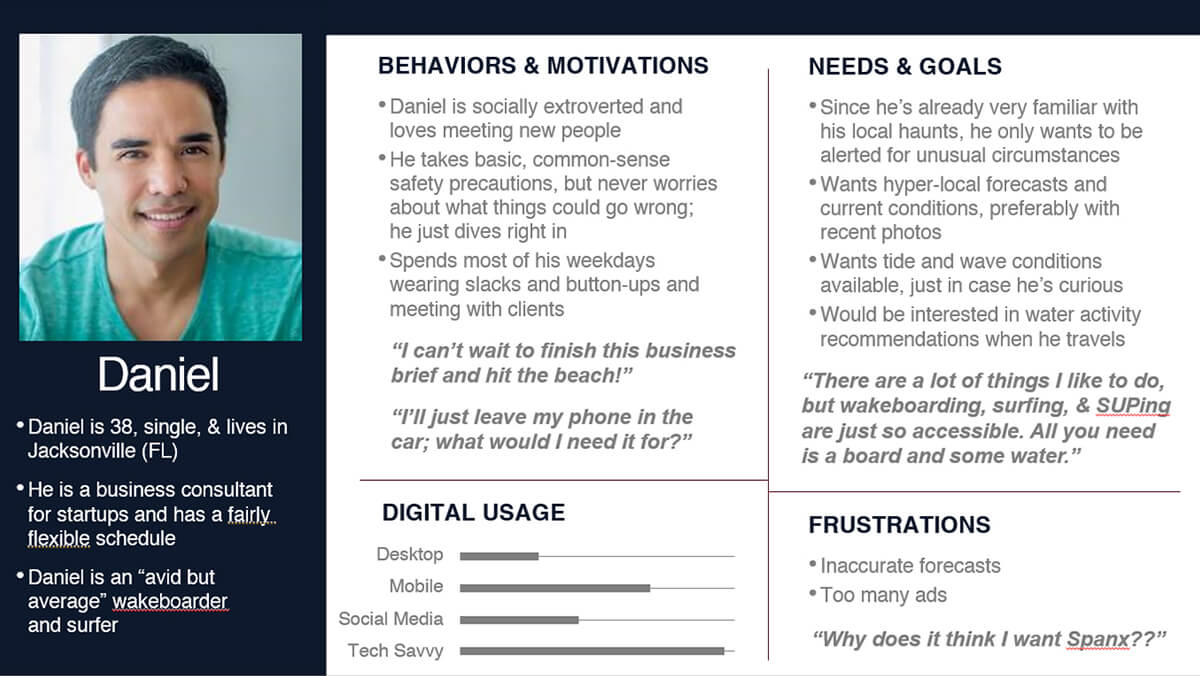 Daniel
• Daniel is 38, single, & lives in
Jacksonville (FL)
• He is a business consultant
for startups and has a fairly
flexible schedule
• Daniel is an “avid but
average” wakeboarder
and surfer
BEHAVIORS & MOTIVATIONS
• Daniel is socially extroverted and
loves meeting new people
• He takes basic, common-sense
safety precautions, but never worries
about what things could go wrong;
he just dives right in
• Spends most of his weekdays
wearing slacks and button-ups and
meeting with clients
“I can’t wait to finish this business
brief and hit the beach!”
“I’ll just leave my phone in the
car; what would I need it for?”
DIGITAL USAGE
Desktop
Mobile
Social Media
Tech Savvy
NEEDS & GOALS
• Since he’s already very familiar with
his local haunts, he only wants to be
alerted for unusual circumstances
• Wants hyper-local forecasts and
current conditions, preferably with
recent photos
• Wants tide and wave conditions
available, just in case he’s curious
• Would be interested in water activity
recommendations when he travels
“There are a lot of things I like to do,
but wakeboarding, surfing, & SUPing
are just so accessible. All you need
is a board and some water.”
FRUSTRATIONS
• Inaccurate forecasts
• Too many ads
“Why does it think I want Spanx??”